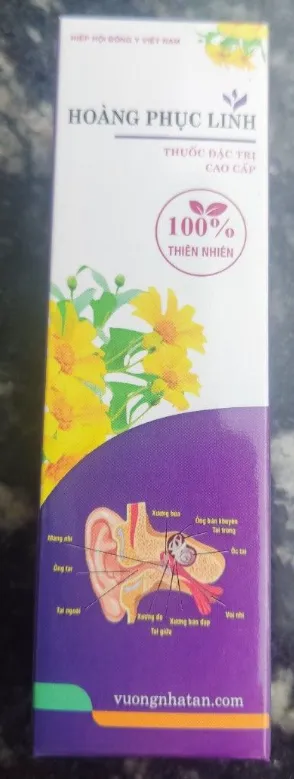 HIỆP HỘI ĐÔNG Y VIỆT NAM
HOÀNG PHỤC LINH
THUỐC ĐẶC TRỊ
CAO CẤP
100%
THIÊN NHIÊN
Xương búa
Ống bán khuyên
Tai trong
Màng nhĩ
Ốc tai
Ống tai
Tai ngoài
Xương đe
Xương bàn đạp
Vòi nhĩ
Tai giữa
vuongnhatan.com